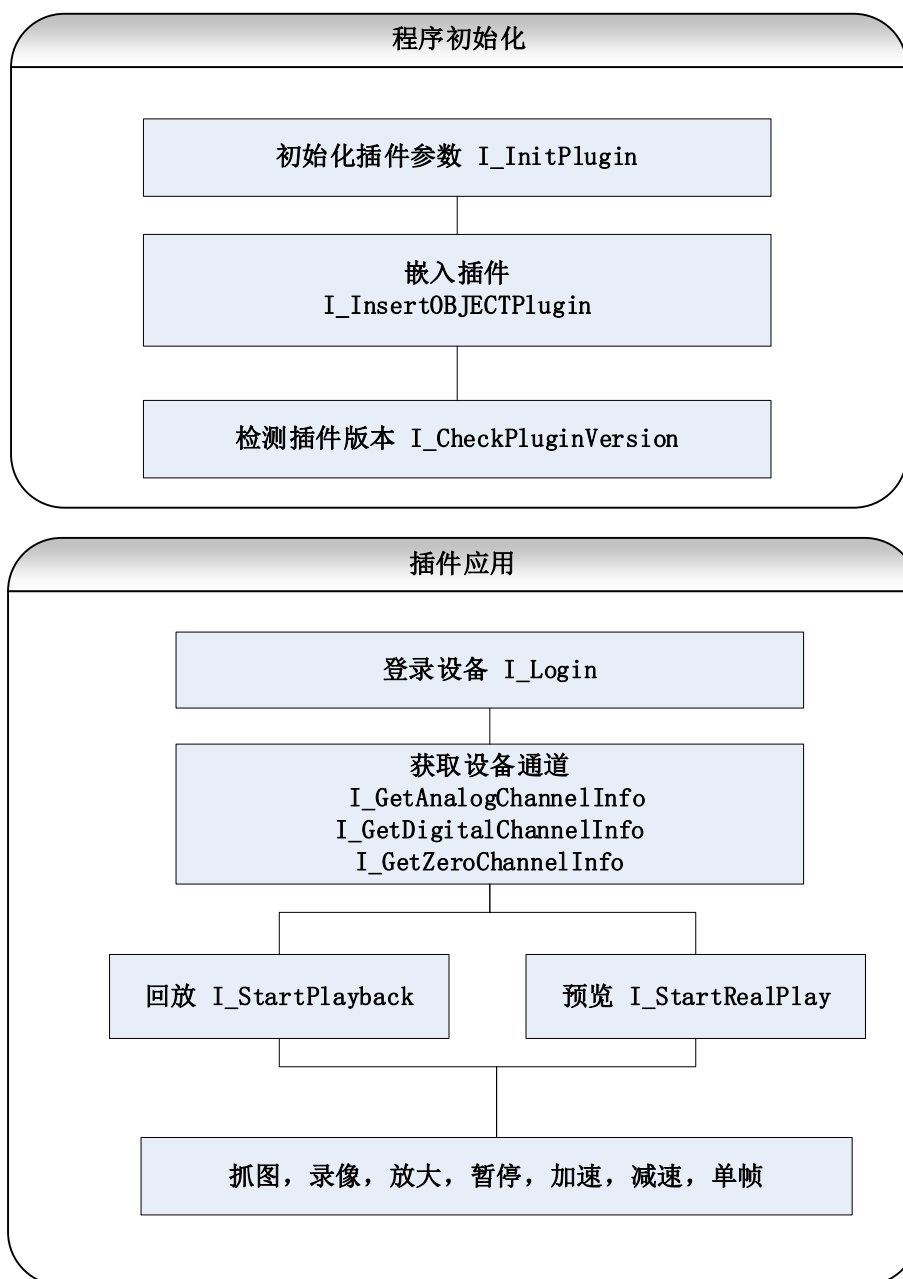 程序初始化
初始化插件参数 I_InitPlugin
嵌入插件
I_InsertOBJECTPlugin
检测插件版本 I_CheckPluginVersion
插件应用
登录设备 I_Login
获取设备通道
I_GetAnalogChannelInfo
I_GetDigitalChannelInfo
I_GetZeroChannelInfo
回放 I_StartPlayback
预览 I_StartRealPlay
抓图，录像，放大，暂停，加速，减速，单帧